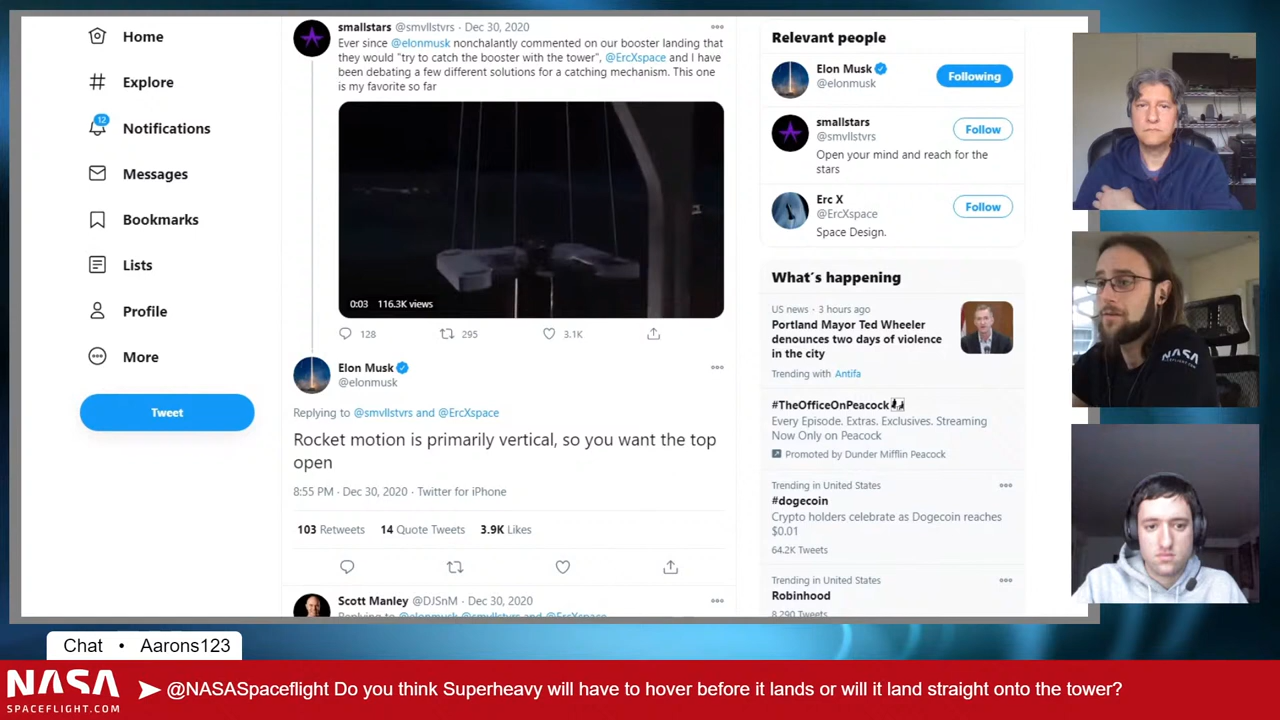 Home
Explore
12
Notifications
Messages
Bookmarks
Lists
Profile
More
Tweet
smallstars @smvllstvrs · Dec 30, 2020
Ever since @elonmusk nonchalantly commented on our booster landing that
they would "try to catch the booster with the tower", @ErcXspace and I have
been debating a few different solutions for a catching mechanism. This one
is my favorite so far
0:03 116.3K views
128 295 3.1K
Elon Musk
@elonmusk
Replying to @smvllstvrs and @ErcXspace
Rocket motion is primarily vertical, so you want the top
open
8:55 PM · Dec 30, 2020 · Twitter for iPhone
103 Retweets 14 Quote Tweets 3.9K Likes
Scott Manley @DJSnM · Dec 30, 2020
Replying to @elonmusk @smvllstvrs and @ErcXspace
Relevant people
Elon Musk
@elonmusk
Following
smallstars
@smvllstvrs
Follow
Open your mind and reach for the
stars
Erc X
@ErcXspace
Follow
Space Design.
What's happening
US news · 3 hours ago
Portland Mayor Ted Wheeler
denounces two days of violence
in the city
Trending with Antifa
#TheOfficeOnPeacock
Every Episode. Extras. Exclusives. Streaming
Now Only on Peacock
Promoted by Dunder Mifflin Peacock
Trending in United States
#dogecoin
Crypto holders celebrate as Dogecoin reaches
$0.01
64.2K Tweets
Trending in United States
Robinhood
8,290 Tweets
NASA
SPACEFLIGHT.COM
Chat • Aarons123
NASA
SPACEFLIGHT.COM
@NASASpaceflight Do you think Superheavy will have to hover before it lands or will it land straight onto the tower?